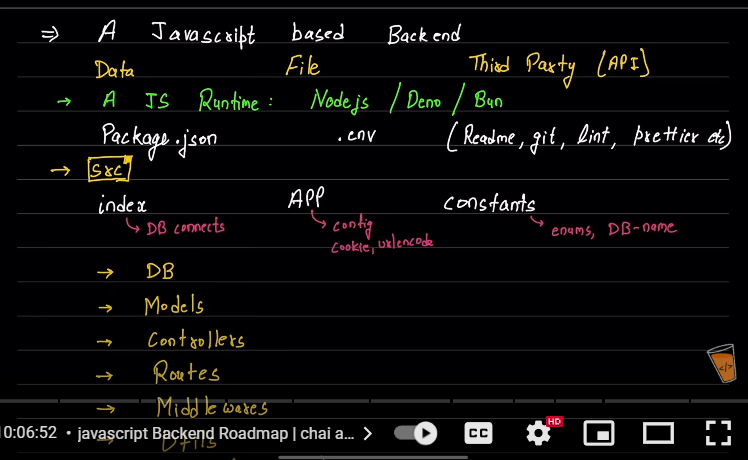 ⇒ A Javascript based Backend
Data File Third Party (API)
→ A JS Runtime: Nodejs / Deno / Bun
Package.json .env (Readme, git, lint, prettier etc)
→ src
index APP constants
↳ DB connects ↳ config ↳ enums, DB-name
cookie, urlencode
→ DB
→ Models
→ Controllers
→ Routes
</>
→ Middlewares
0:06:52 • javascript Backend Roadmap | chai a... > CC HD
→ Utils